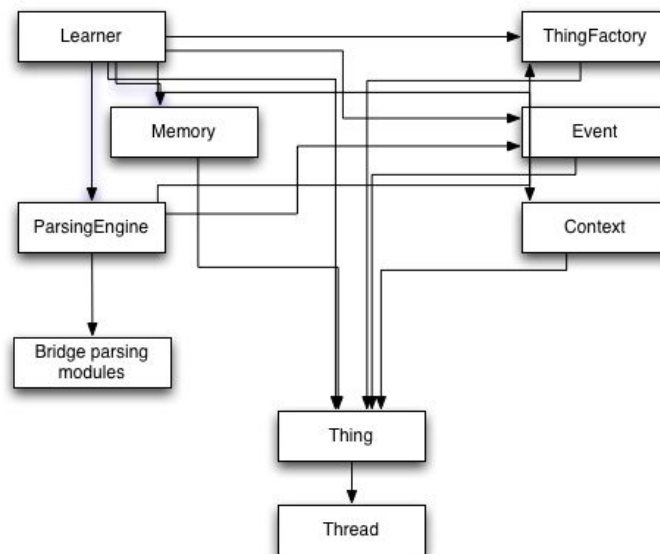 Learner
ThingFactory
Memory
Event
ParsingEngine
Context
Bridge parsing
modules
Thing
Thread